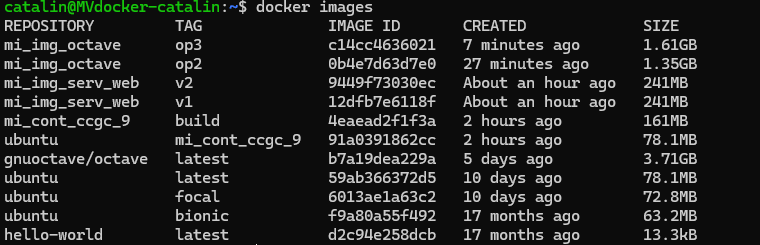 catalin@MVdocker-catalin:~$ docker images
REPOSITORY TAG IMAGE ID CREATED SIZE
mi_img_octave op3 c14cc4636021 7 minutes ago 1.61GB
mi_img_octave op2 0b4e7d63d7e0 27 minutes ago 1.35GB
mi_img_serv_web v2 9449f73030ec About an hour ago 241MB
mi_img_serv_web v1 12dfb7e6118f About an hour ago 241MB
mi_cont_ccgc_9 build 4eaead2f1f3a 2 hours ago 161MB
ubuntu mi_cont_ccgc_9 91a0391862cc 2 hours ago 78.1MB
gnuoctave/octave latest b7a19dea229a 5 days ago 3.71GB
ubuntu latest 59ab366372d5 10 days ago 78.1MB
ubuntu focal 6013ae1a63c2 10 days ago 72.8MB
ubuntu bionic f9a80a55f492 17 months ago 63.2MB
hello-world latest d2c94e258dcb 17 months ago 13.3kB